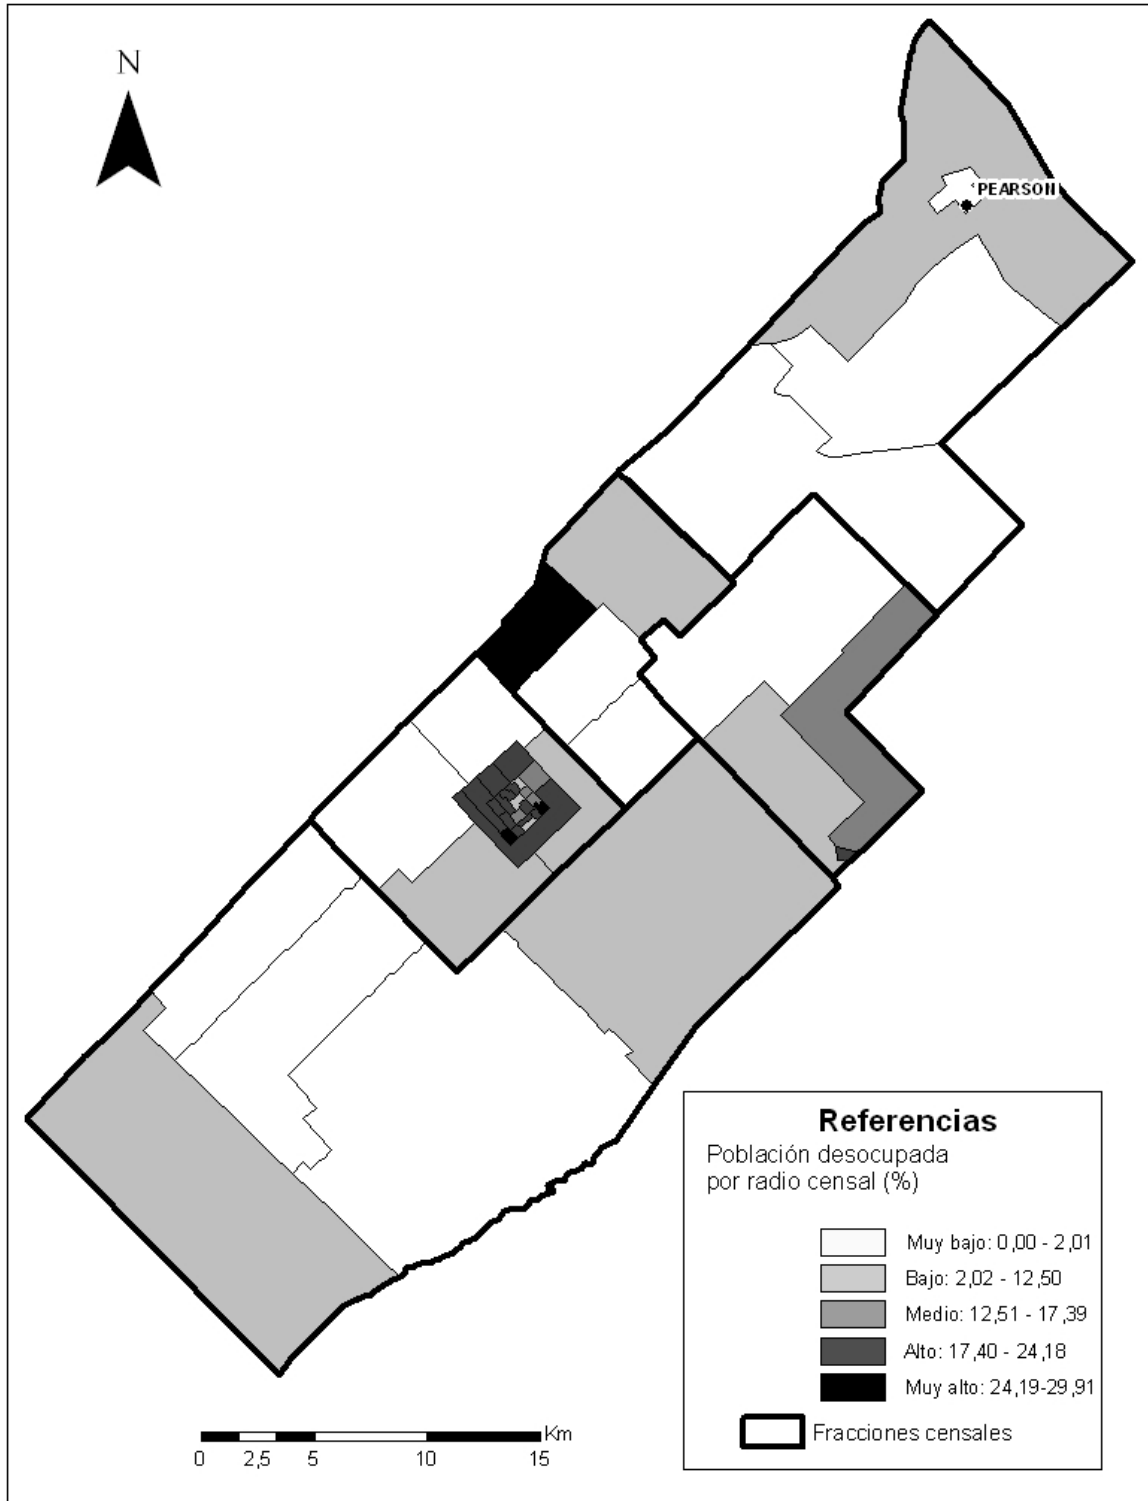 N
PEARSON
Referencias
Población desocupada
por radio censal (%)
Muy bajo: 0,00 - 2,01
Bajo: 2,02 - 12,50
Medio: 12,51 - 17,39
Alto: 17,40 - 24,18
Muy alto: 24,19-29,91
Fracciones censales
Km
0 2,5 5 10 15